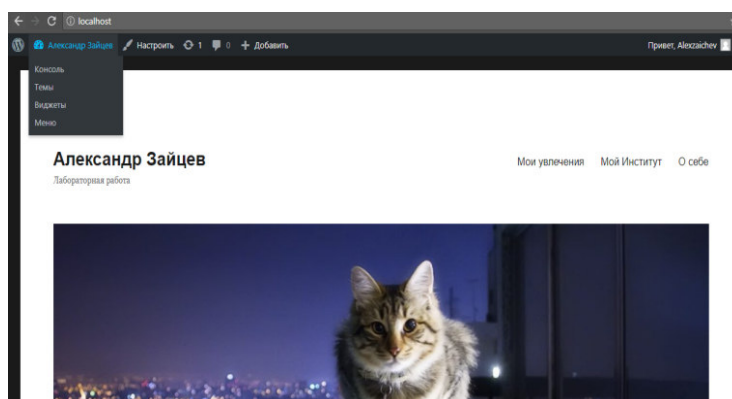 localhost
Александр Зайцев Настроить 1 0 Добавить Привет, Alexzaichev
Консоль
Темы
Виджеты
Меню
Александр Зайцев
Мои увлечения Мой Институт О себе
Лабораторная работа